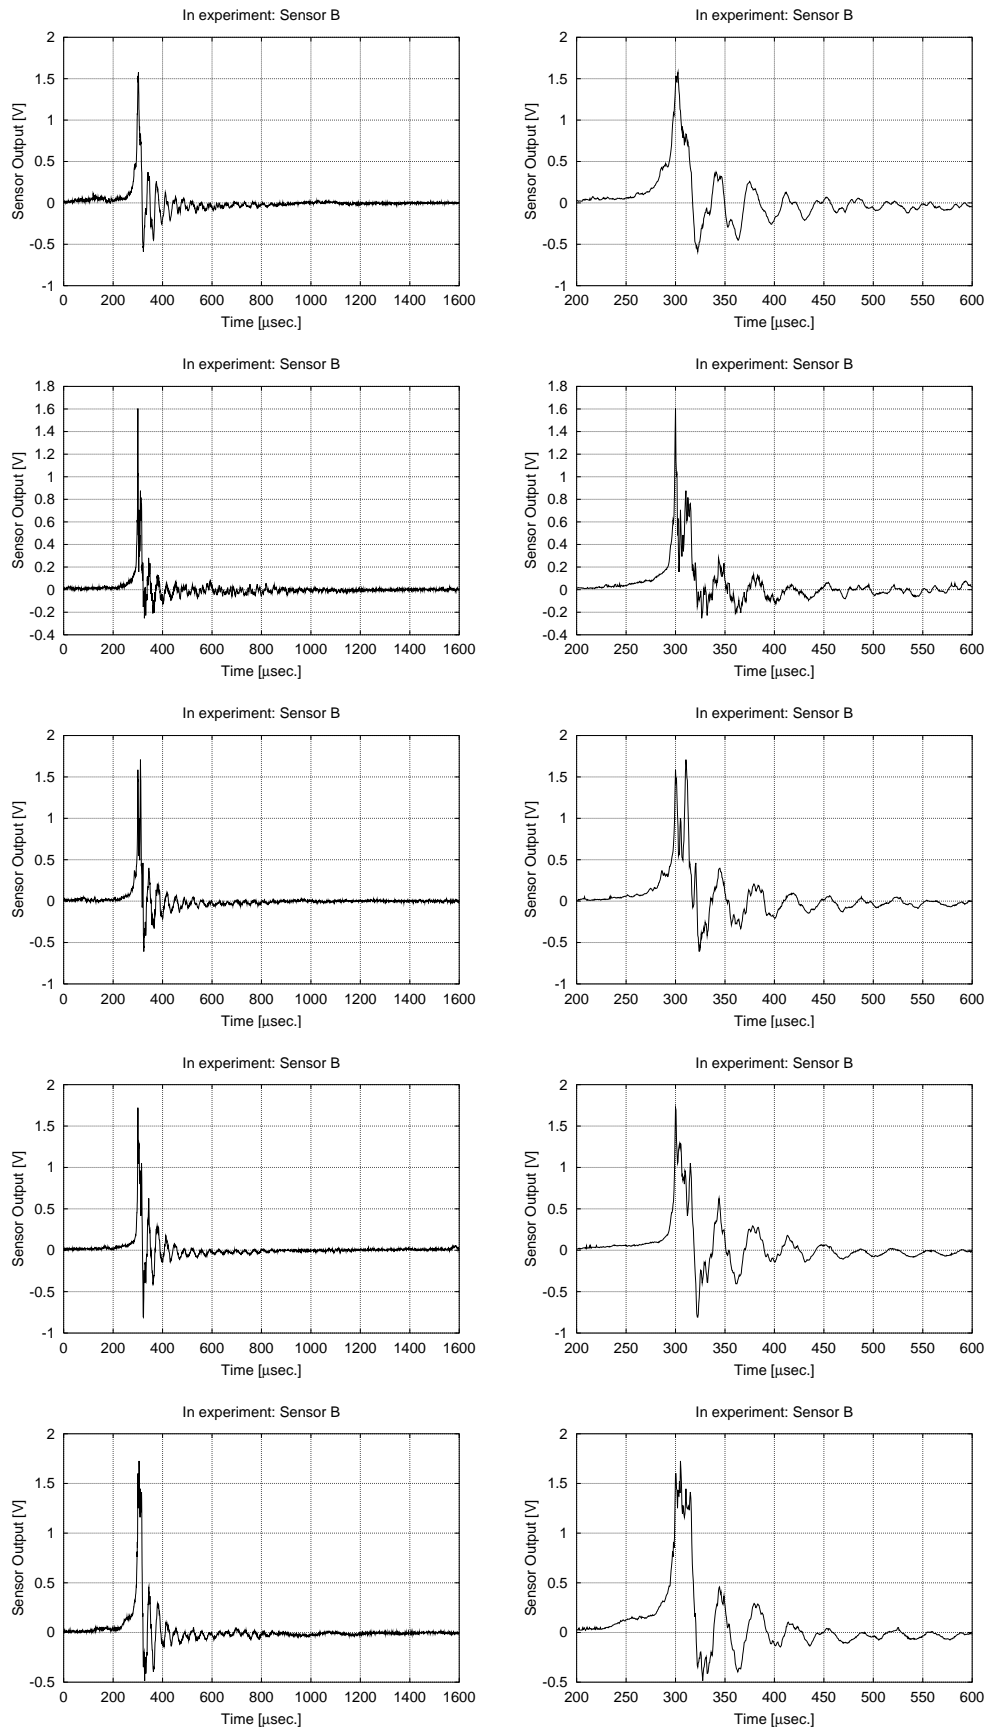 In experiment: Sensor B
Sensor Output [V]
2
1.5
1
0.5
0
-0.5
-1
0 200 400 600 800 1000 1200 1400 1600
Time [μsec.]
In experiment: Sensor B
Sensor Output [V]
2
1.5
1
0.5
0
-0.5
-1
200 250 300 350 400 450 500 550 600
Time [μsec.]
In experiment: Sensor B
Sensor Output [V]
1.8
1.6
1.4
1.2
1
0.8
0.6
0.4
0.2
0
-0.2
-0.4
0 200 400 600 800 1000 1200 1400 1600
Time [μsec.]
In experiment: Sensor B
Sensor Output [V]
1.8
1.6
1.4
1.2
1
0.8
0.6
0.4
0.2
0
-0.2
-0.4
200 250 300 350 400 450 500 550 600
Time [μsec.]
In experiment: Sensor B
Sensor Output [V]
2
1.5
1
0.5
0
-0.5
-1
0 200 400 600 800 1000 1200 1400 1600
Time [μsec.]
In experiment: Sensor B
Sensor Output [V]
2
1.5
1
0.5
0
-0.5
-1
200 250 300 350 400 450 500 550 600
Time [μsec.]
In experiment: Sensor B
Sensor Output [V]
2
1.5
1
0.5
0
-0.5
-1
0 200 400 600 800 1000 1200 1400 1600
Time [μsec.]
In experiment: Sensor B
Sensor Output [V]
2
1.5
1
0.5
0
-0.5
-1
200 250 300 350 400 450 500 550 600
Time [μsec.]
In experiment: Sensor B
Sensor Output [V]
2
1.5
1
0.5
0
-0.5
0 200 400 600 800 1000 1200 1400 1600
Time [μsec.]
In experiment: Sensor B
Sensor Output [V]
2
1.5
1
0.5
0
-0.5
200 250 300 350 400 450 500 550 600
Time [μsec.]